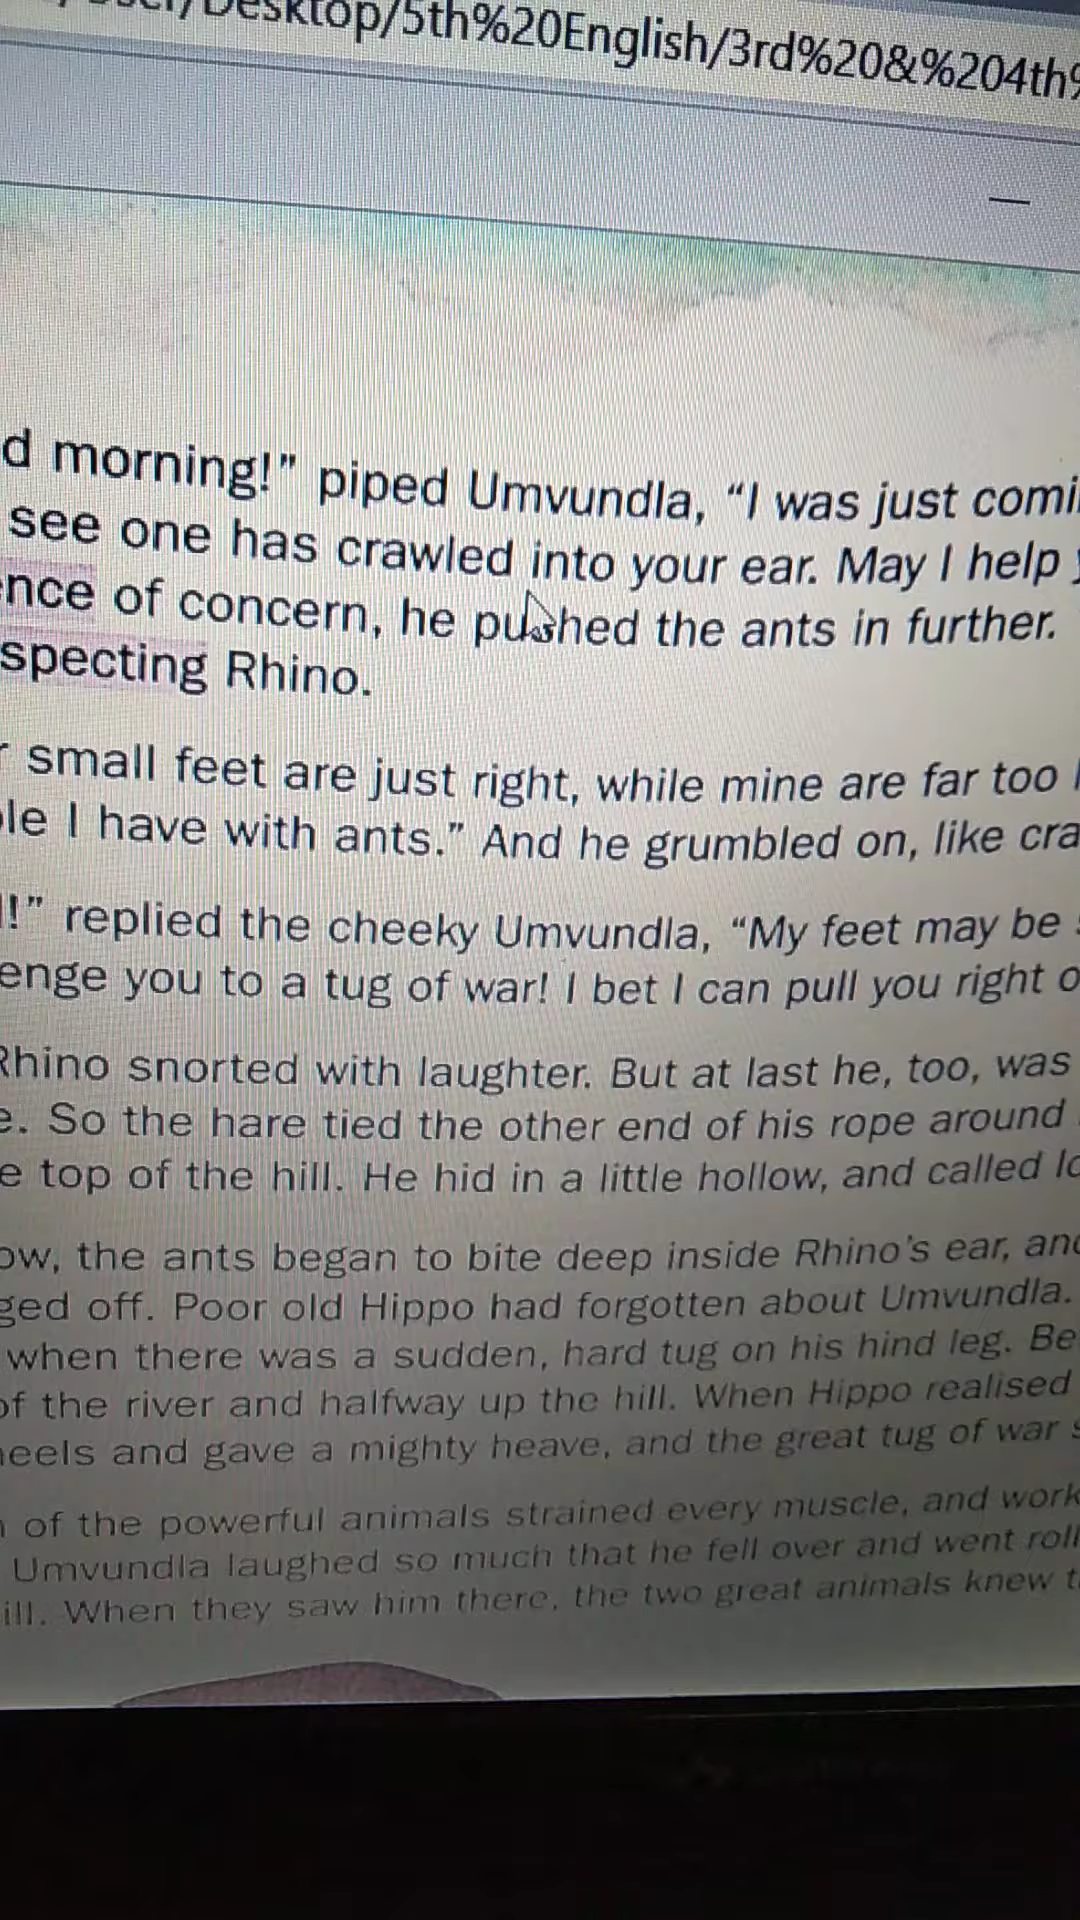 Desktop/5th%20English/3rd%20&%204th%
d morning!” piped Umvundla, “I was just comi
see one has crawled into your ear. May I help
nce of concern, he pushed the ants in further.
specting Rhino.
small feet are just right, while mine are far too
le I have with ants.” And he grumbled on, like cra
!” replied the cheeky Umvundla, “My feet may be
enge you to a tug of war! I bet I can pull you right o
Rhino snorted with laughter. But at last he, too, was
e. So the hare tied the other end of his rope around
e top of the hill. He hid in a little hollow, and called lo
ow, the ants began to bite deep inside Rhino’s ear, and
ged off. Poor old Hippo had forgotten about Umvundla.
when there was a sudden, hard tug on his hind leg. Be
of the river and halfway up the hill. When Hippo realised
heels and gave a mighty heave, and the great tug of war s
of the powerful animals strained every muscle, and work
Umvundla laughed so much that he fell over and went roll
ill. When they saw him there, the two great animals knew t